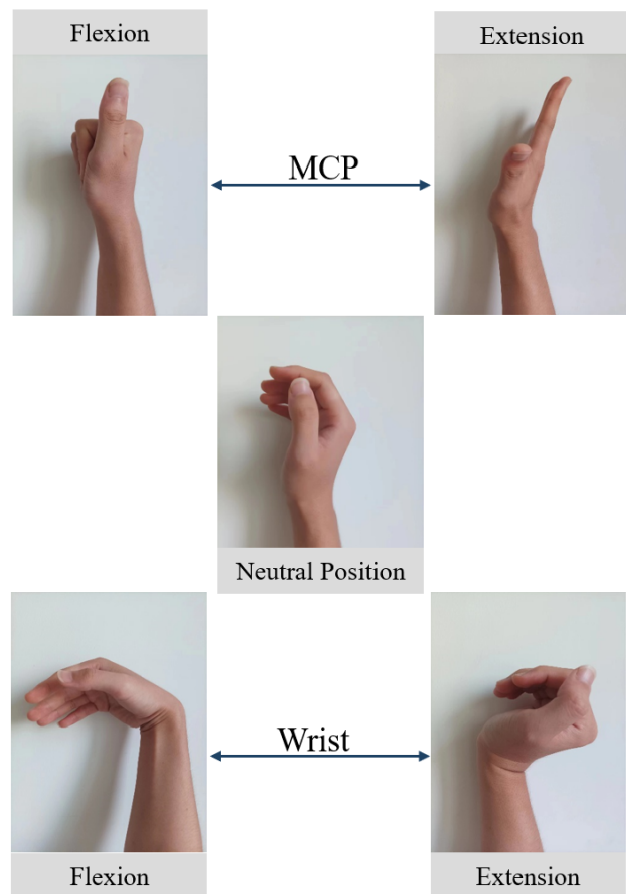 Flexion
Extension
MCP
Neutral Position
Wrist
Flexion
Extension